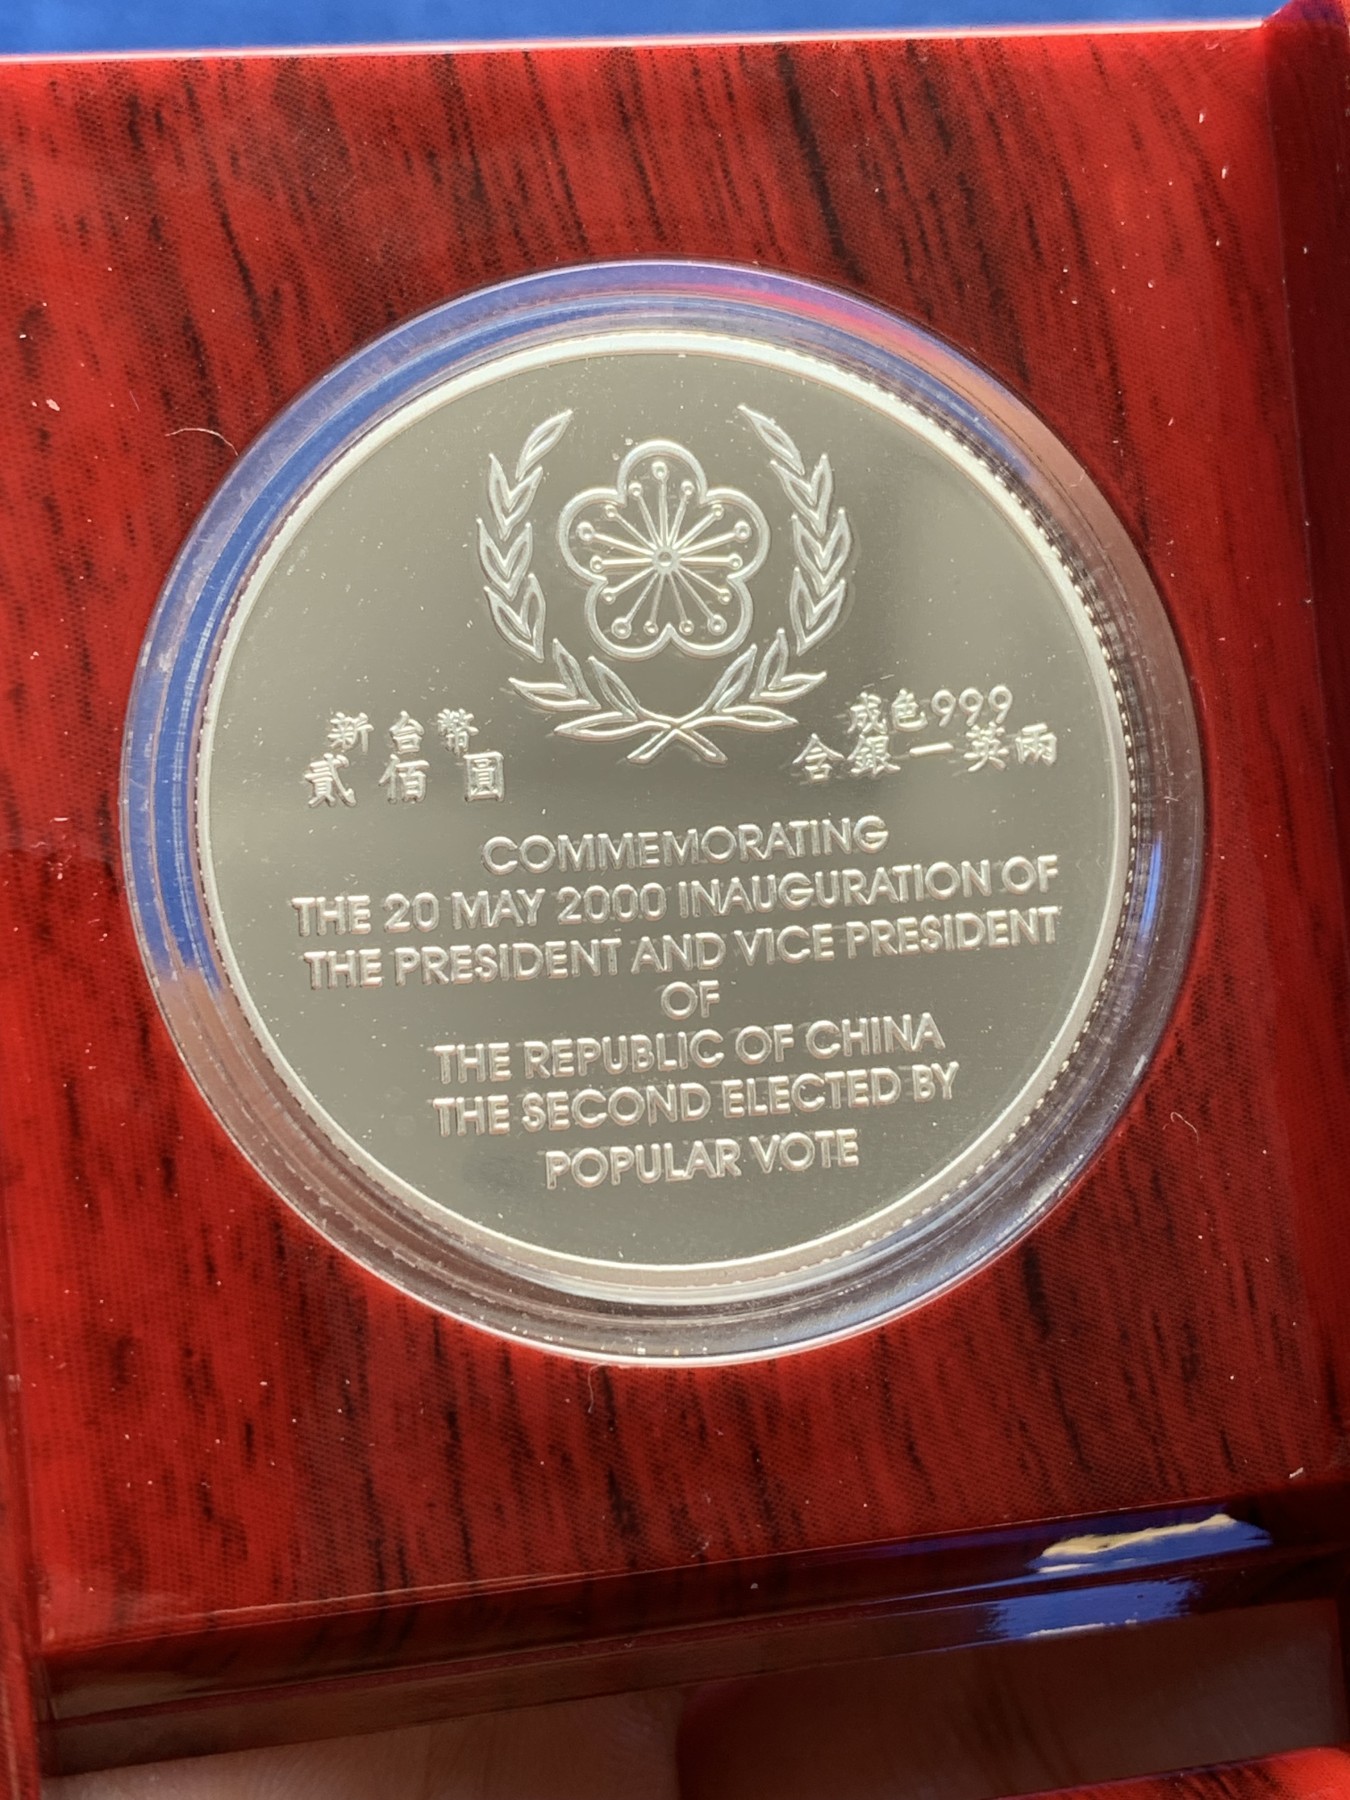 新台幣
貳佰圓
成色999
含銀一英兩
COMMEMORATING
THE 20 MAY 2000 INAUGURATION OF
THE PRESIDENT AND VICE PRESIDENT
OF
THE REPUBLIC OF CHINA
THE SECOND ELECTED BY
POPULAR VOTE